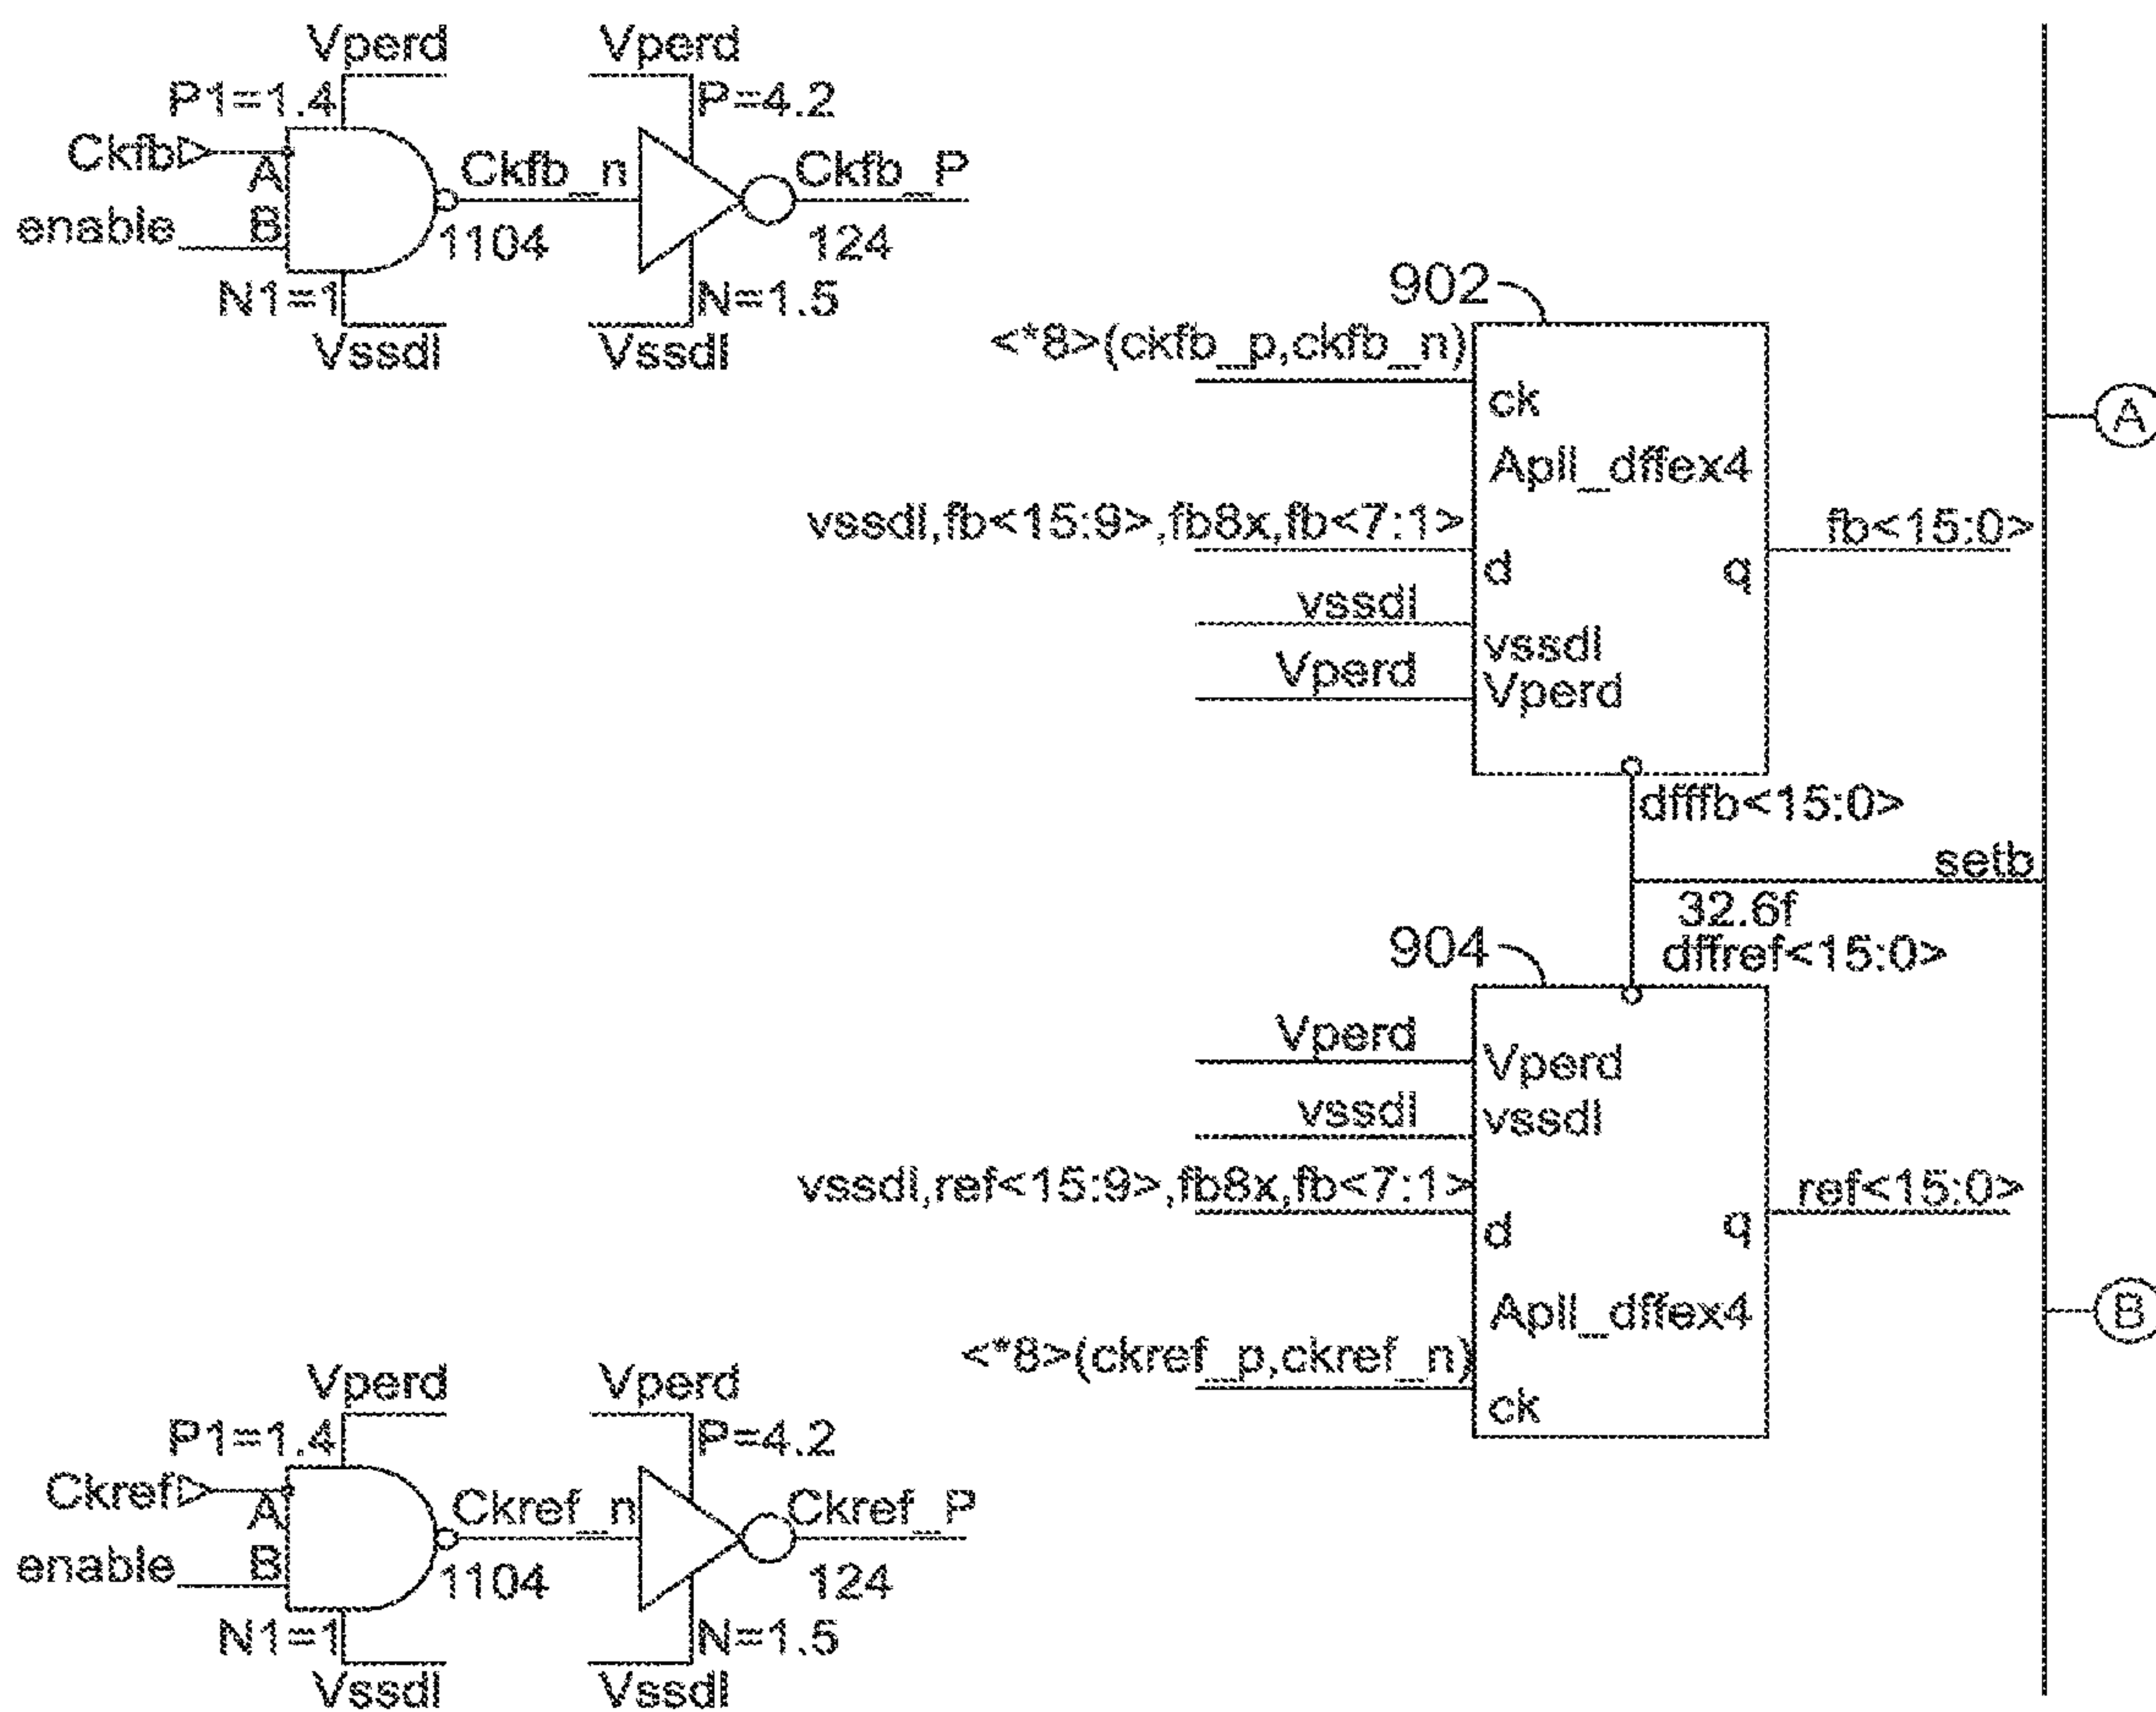 Vperd
Vperd
P1=1.4
P=4.2
Ckfb
A
Ckfb_n
Ckfb_P
enable
B
1104
124
N1=1
N=1.5
Vssdl
Vssdl
902
<*8>(ckfb_p,ckfb_n)
ck
A
Apll_dffex4
vssdl,fb<15:9>,fb8x,fb<7:1>
fb<15:0>
d
q
vssdl
vssdl
Vperd
Vperd
dfffb<15:0>
setb
32.6f
904
dffref<15:0>
Vperd
Vperd
vssdl
vssdl
vssdl,ref<15:9>,fb8x,fb<7:1>
ref<15:0>
d
q
Apll_dffex4
B
<*8>(ckref_p,ckref_n)
ck
Vperd
Vperd
P1=1.4
P=4.2
Ckref
A
Ckref_n
Ckref_P
enable
B
1104
124
N1=1
N=1.5
Vssdl
Vssdl